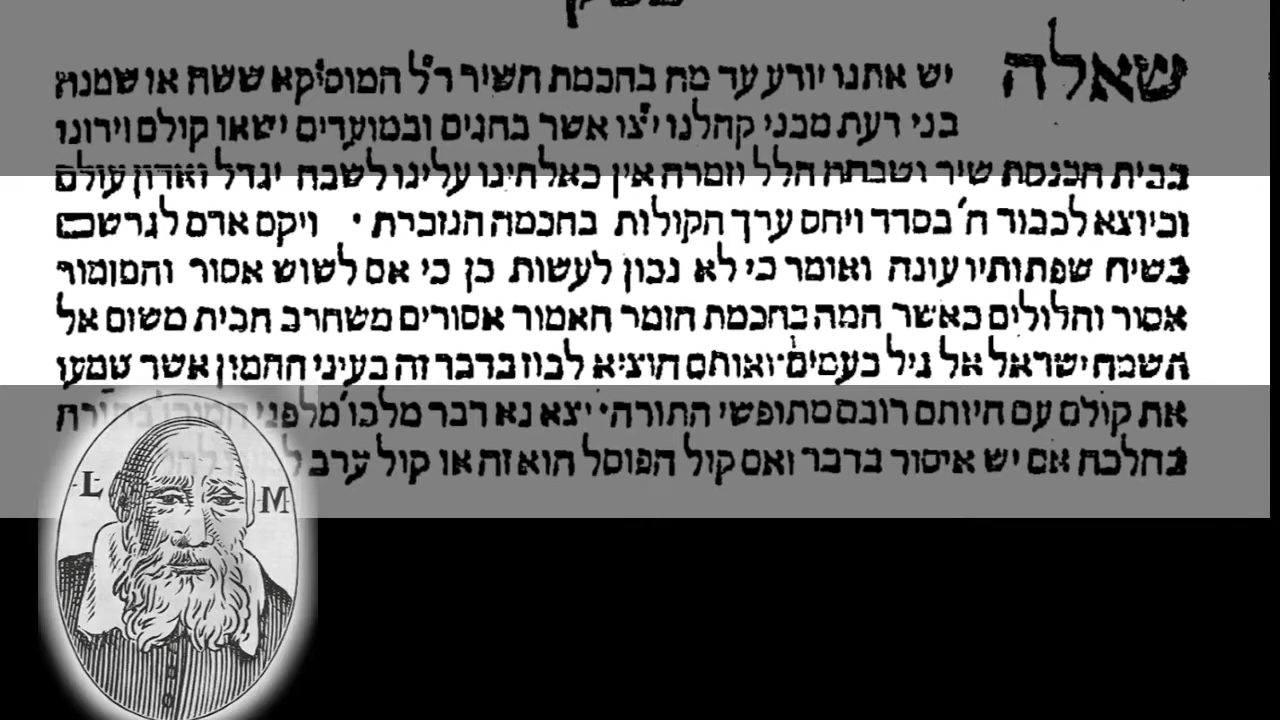 שאלה
יש אתנו יודע עד מה בחכמת השיר ר"ל המוסיקא ששה או שמנה
בני דעת מבני קהלנו יצו אשר בחגים ובמועדים ישאו קולם וירונו
בבית הכנסת שיר ושבחה הלל וזמרה אין כאלהינו עלינו לשבח יגדל ואדון עולם
וכיוצא לכבוד ה' בסדר ויחס ערך הקולות בחכמה הנזכרת . ויקם אדם לגרשם
בשיח שפתותיו עונה ואומר כי לא נכון לעשות כן כי אם לשוש אסור והמזמור
אסור והלולים כאשר המה בחכמת הזמר האמור אסורים משחרב הבית משום אל
תשמח ישראל אל גיל כעמים ואותם הוציא לבוז בדבר זה בעיני ההמון אשר שמעו
את קולם עם היותם רובם מתופשי התורה יצא נא דבר מלכו' מלפני
בהלכה אם יש איסור בדבר ואם קול הפוסל הוא זה או קול ערב
L M